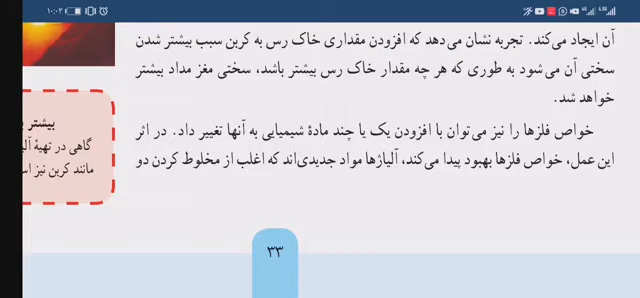 ۱۰:۰۳
آن ایجاد می‌کند. تجربه نشان می‌دهد که افزودن مقداری خاک رس به کربن سبب بیشتر شدن
سختی آن می‌شود به طوری که هر چه مقدار خاک رس بیشتر باشد، سختی مغز مداد بیشتر
خواهد شد.
خواص فلزها را نیز می‌توان با افزودن یک یا چند مادهٔ شیمیایی به آنها تغییر داد. در اثر
این عمل، خواص فلزها بهبود پیدا می‌کند، آلیاژها مواد جدیدی‌اند که اغلب از مخلوط کردن دو
بیشتر
گاهی در تهیهٔ
مانند کربن نیز
۳۳